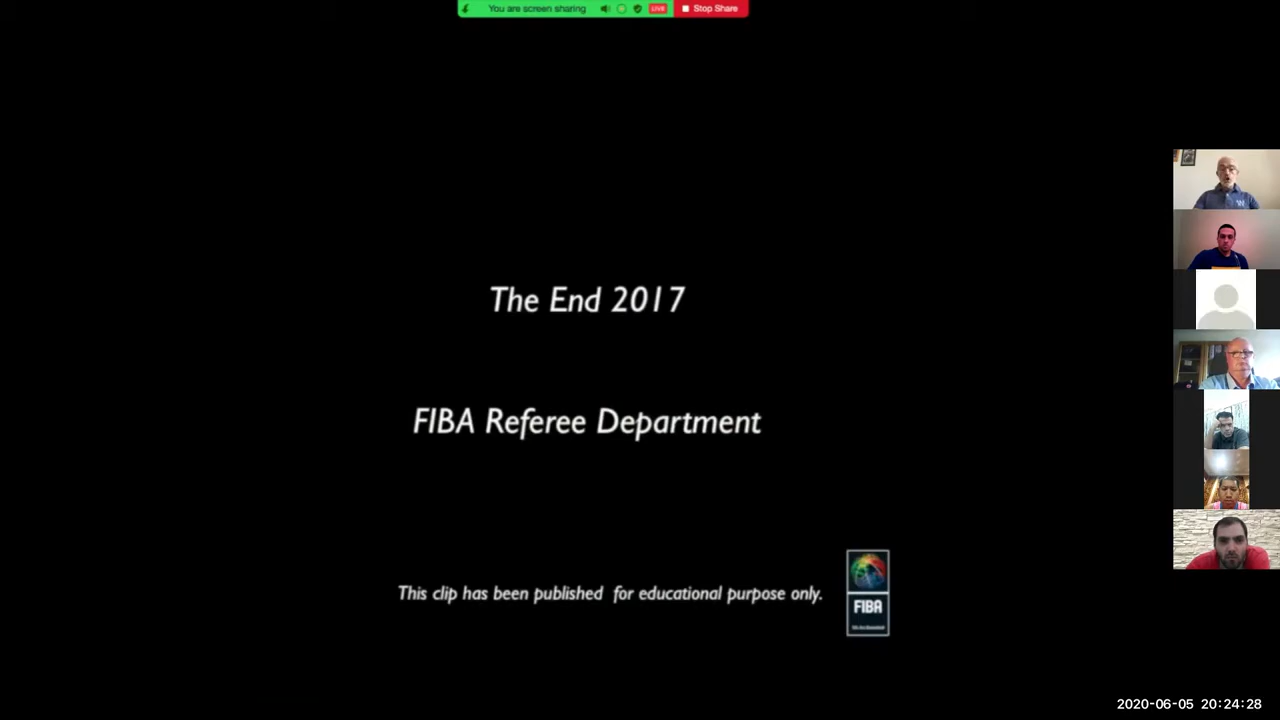 You are screen sharing
LIVE
Stop Share
The End 2017
FIBA Referee Department
This clip has been published for educational purpose only.
FIBA
2020-06-05 20:24:28